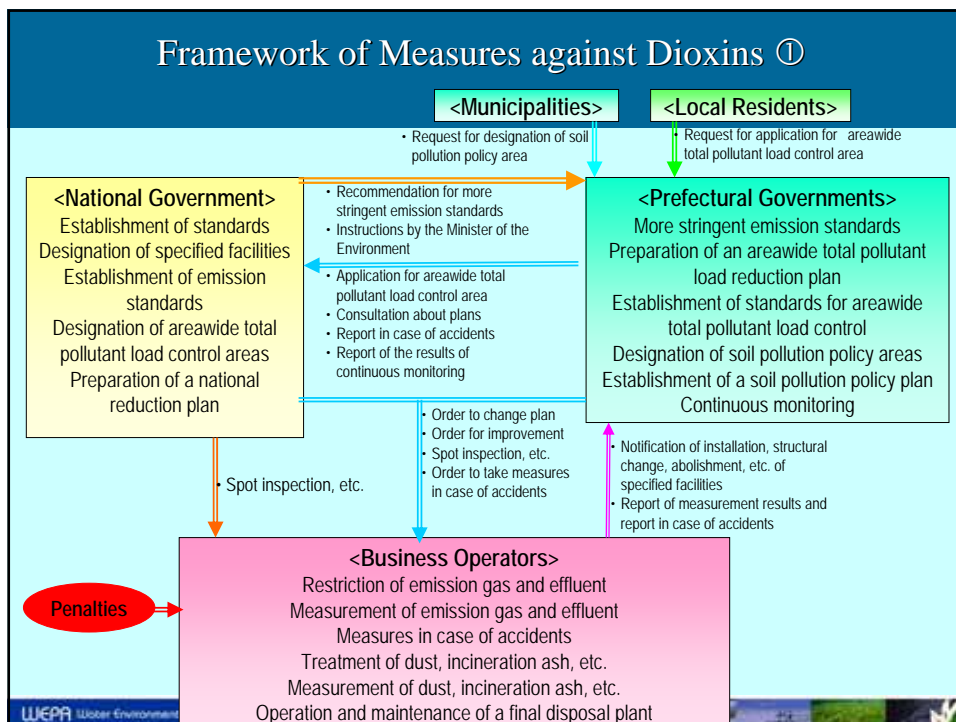 Framework of Measures against Dioxins ①
<Municipalities>
<Local Residents>
• Request for designation of soil
pollution policy area
• Request for application for areawide
total pollutant load control area
<National Government>
Establishment of standards
Designation of specified facilities
Establishment of emission
standards
Designation of areawide total
pollutant load control areas
Preparation of a national
reduction plan
• Recommendation for more
stringent emission standards
• Instructions by the Minister of the
Environment
• Application for areawide total
pollutant load control area
• Consultation about plans
• Report in case of accidents
• Report of the results of
continuous monitoring
<Prefectural Governments>
More stringent emission standards
Preparation of an areawide total pollutant
load reduction plan
Establishment of standards for areawide
total pollutant load control
Designation of soil pollution policy areas
Establishment of a soil pollution policy plan
Continuous monitoring
• Spot inspection, etc.
• Order to change plan
• Order for improvement
• Spot inspection, etc.
• Order to take measures
in case of accidents
• Notification of installation, structural
change, abolishment, etc. of
specified facilities
• Report of measurement results and
report in case of accidents
Penalties
<Business Operators>
Restriction of emission gas and effluent
Measurement of emission gas and effluent
Measures in case of accidents
Treatment of dust, incineration ash, etc.
Measurement of dust, incineration ash, etc.
Operation and maintenance of a final disposal plant
WEPA Water Environment